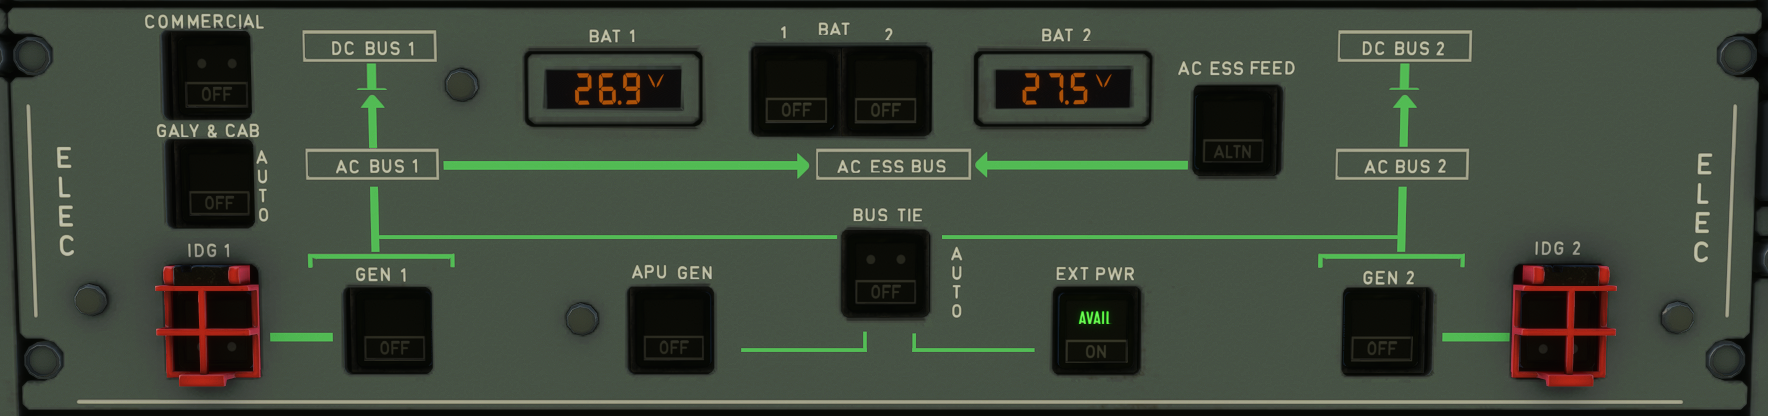 COMMERCIAL
OFF
GALY & CAB
OFF
AUTO
ELEC
IDG 1
DC BUS 1
AC BUS 1
GEN 1
OFF
BAT 1
26.9 V
1 BAT 2
OFF OFF
BAT 2
27.5 V
AC ESS FEED
ALTN
AC ESS BUS
BUS TIE
OFF
AUTO
APU GEN
OFF
EXT PWR
AVAIL
ON
DC BUS 2
AC BUS 2
GEN 2
OFF
IDG 2
ELEC